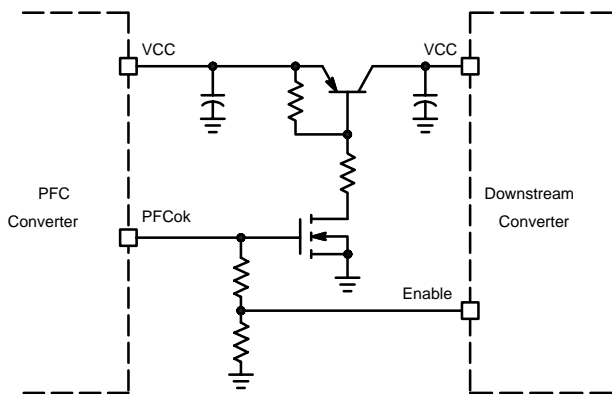 VCC
VCC
PFC
Converter
PFCok
Downstream
Converter
Enable